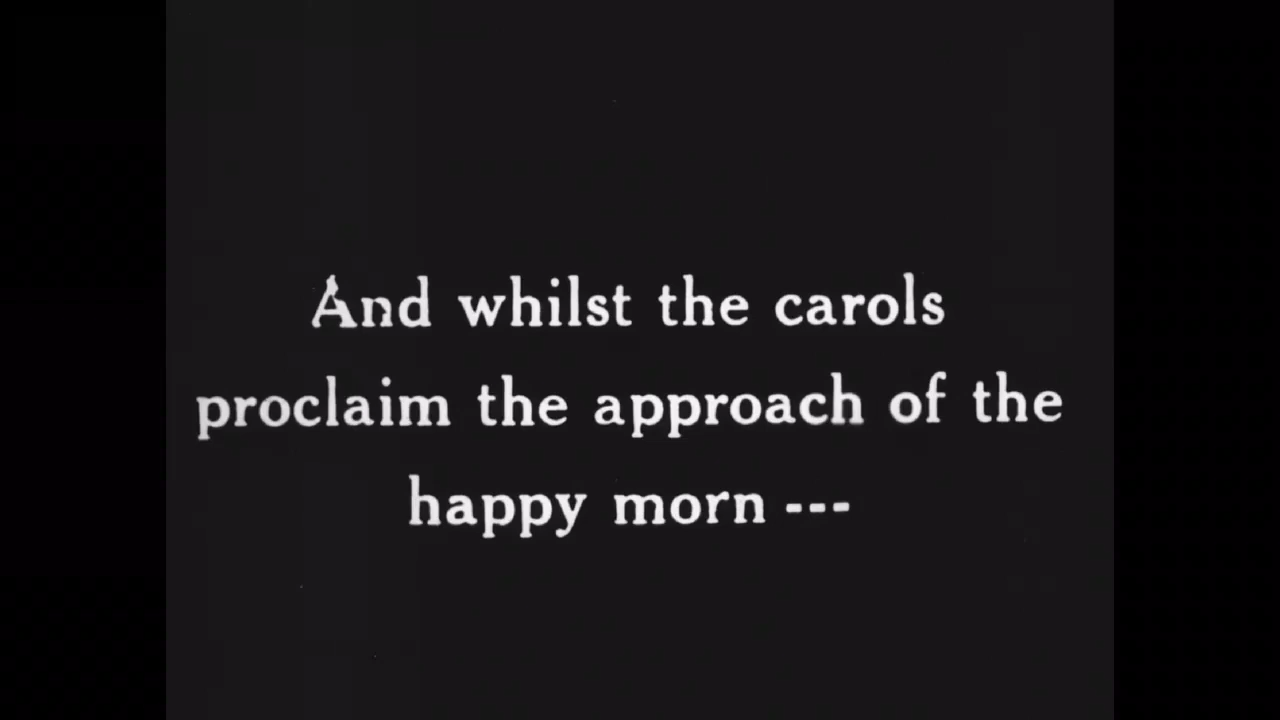 And whilst the carols
proclaim the approach of the
happy morn ---